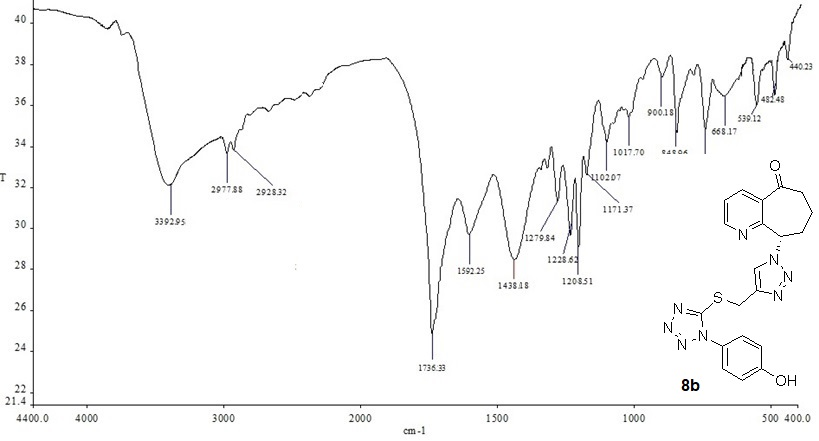 40
38
36
34
T
32
30
28
26
24
22
21.4
4400.0 4000 3000 2000 1500 1000 500 400.0
cm-1
3392.95
2977.88
2928.32
1736.33
1592.25
1438.18
1279.84
1228.62
1208.51
1171.37
1102.07
1017.70
900.18
848.96
668.17
539.12
482.48
440.23
O
N
N
N
N
S
N
N
N
N
OH
8b